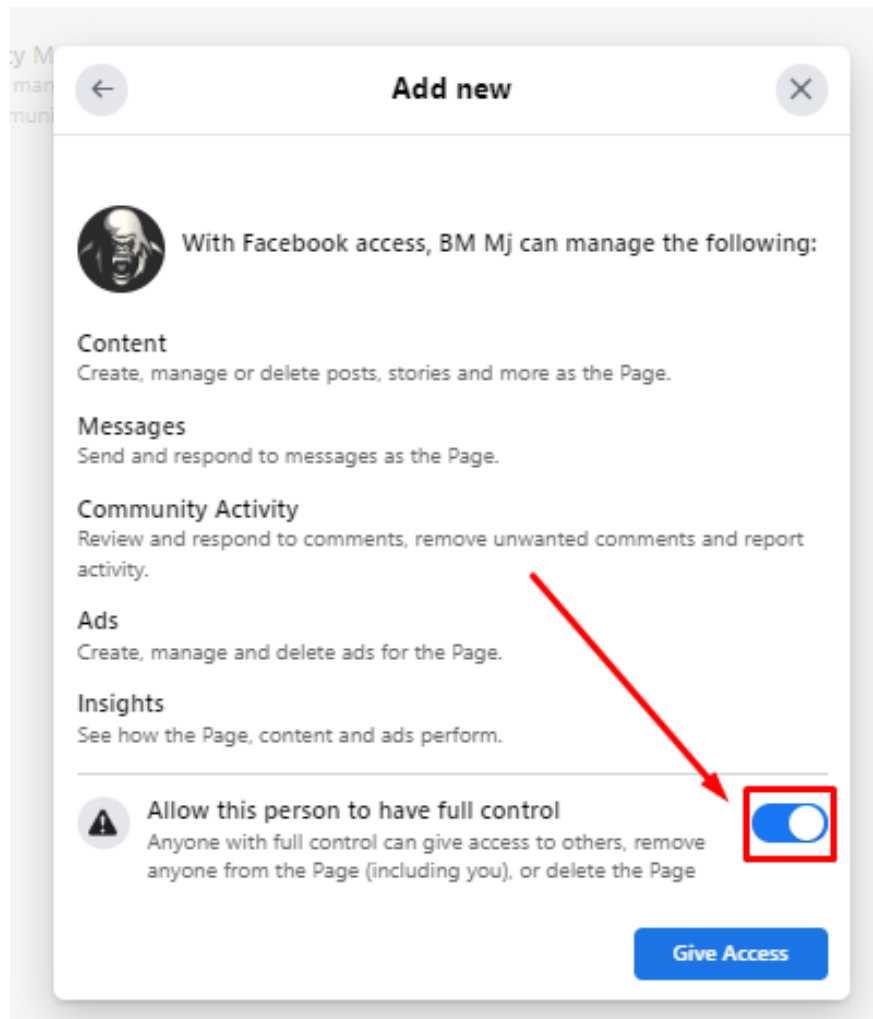 ty M
man
muni
Add new
With Facebook access, BM Mj can manage the following:
Content
Create, manage or delete posts, stories and more as the Page.
Messages
Send and respond to messages as the Page.
Community Activity
Review and respond to comments, remove unwanted comments and report
activity.
Ads
Create, manage and delete ads for the Page.
Insights
See how the Page, content and ads perform.
Allow this person to have full control
Anyone with full control can give access to others, remove
anyone from the Page (including you), or delete the Page
Give Access